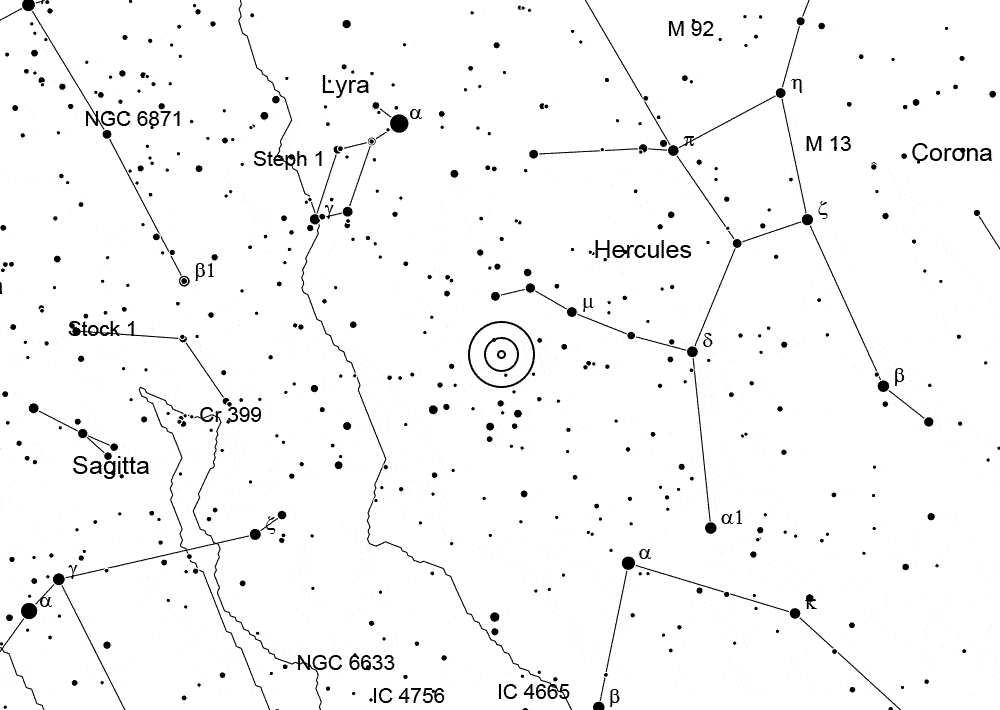 M 92
η
Lyra
α
NGC 6871
M 13
π
Corona
Steph 1
γ
ζ
Hercules
β1
μ
Stock 1
δ
β
Cr 399
Sagitta
α1
ζ
α
γ
α
κ
NGC 6633
IC 4756
IC 4665
β